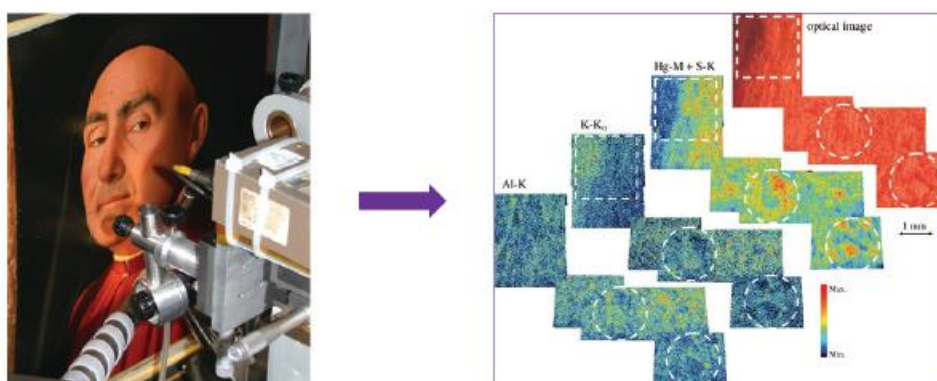 optical image
Hg-M + S-K
K-Kα
Al-K
1 mm
Max.
Min.